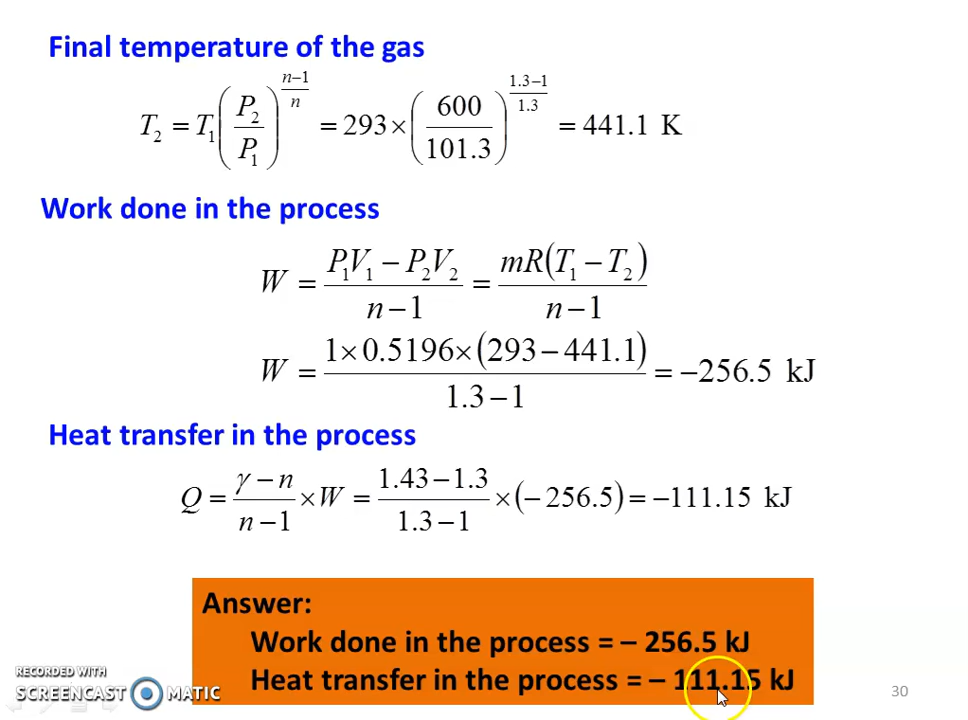 Final temperature of the gas
T₂ = T₁(P₂/P₁)^((n−1)/n) = 293 × (600/101.3)^((1.3−1)/1.3) = 441.1 K
Work done in the process
W = (P₁V₁ − P₂V₂)/(n − 1) = mR(T₁ − T₂)/(n − 1)
W = 1 × 0.5196 × (293 − 441.1)/(1.3 − 1) = −256.5 kJ
Heat transfer in the process
Q = (γ − n)/(n − 1) × W = (1.43 − 1.3)/(1.3 − 1) × (− 256.5) = −111.15 kJ
Answer:
Work done in the process = – 256.5 kJ
Heat transfer in the process = – 111.15 kJ
RECORDED WITH
SCREENCAST MATIC
30